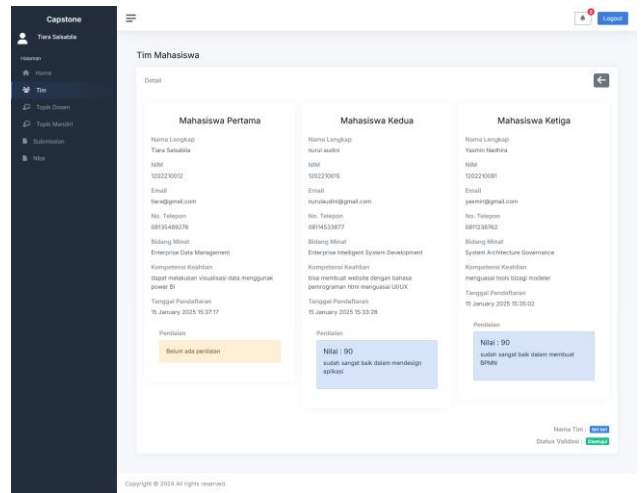 Capstone
2
Logout
Tiara Salsabila
Halaman
Home
Tim
Topik Dosen
Topik Mandiri
Submission
Nilai
Tim Mahasiswa
Detail
Mahasiswa Pertama
Nama Lengkap
Tiara Salsabila
NIM
1202210012
Email
tiara@gmail.com
No. Telepon
08135489276
Bidang Minat
Enterprise Data Management
Kompetensi Keahlian
dapat melakukan visualisasi data menggunak
power BI
Tanggal Pendaftaran
15 January 2025 15:37:17
Penilaian
Belum ada penilaian
Mahasiswa Kedua
Nama Lengkap
nurul audini
NIM
1202210015
Email
nurulaudini@gmail.com
No. Telepon
08114533877
Bidang Minat
Enterprise Intelligent System Development
Kompetensi Keahlian
bisa membuat website dengan bahasa
pemrograman html menguasai UI/UX
Tanggal Pendaftaran
15 January 2025 15:33:28
Penilaian
Nilai : 90
sudah sangat baik dalam mendesign
aplikasi
Mahasiswa Ketiga
Nama Lengkap
Yasmin Nadhira
NIM
1202210091
Email
yasmin@gmail.com
No. Telepon
0811238762
Bidang Minat
System Architecture Governance
Kompetensi Keahlian
menguasai tools bizagi modeler
Tanggal Pendaftaran
15 January 2025 15:35:02
Penilaian
Nilai : 90
sudah sangat baik dalam membuat
BPMN
Nama Tim :
Status Validasi : Disetujui
Copyright @ 2024 All rights reserved.